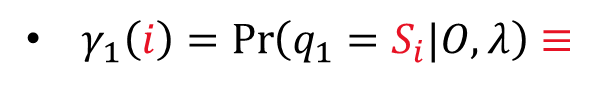 • γ₁(i) = Pr(q₁ = Sᵢ|O, λ) ≡